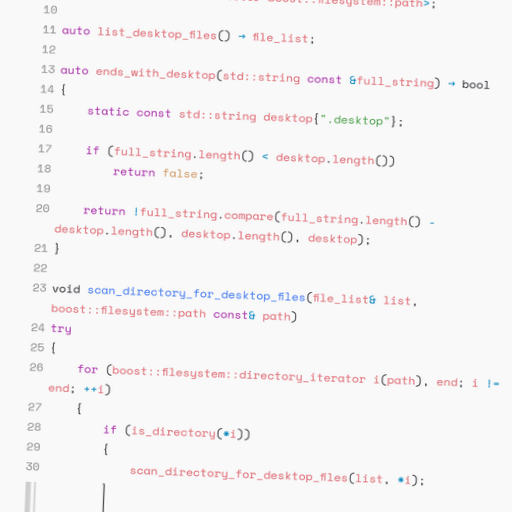 boost::filesystem::path>;
10
11 auto list_desktop_files() → file_list;
12
13 auto ends_with_desktop(std::string const &full_string) → bool
14 {
15 static const std::string desktop{".desktop"};
16
17 if (full_string.length() < desktop.length())
18 return false;
19
20 return !full_string.compare(full_string.length() -
desktop.length(), desktop.length(), desktop);
21 }
22
23 void scan_directory_for_desktop_files(file_list& list,
boost::filesystem::path const& path)
24 try
25 {
26 for (boost::filesystem::directory_iterator i(path), end; i !=
end; ++i)
27 {
28 if (is_directory(*i))
29 {
30 scan_directory_for_desktop_files(list, *i);